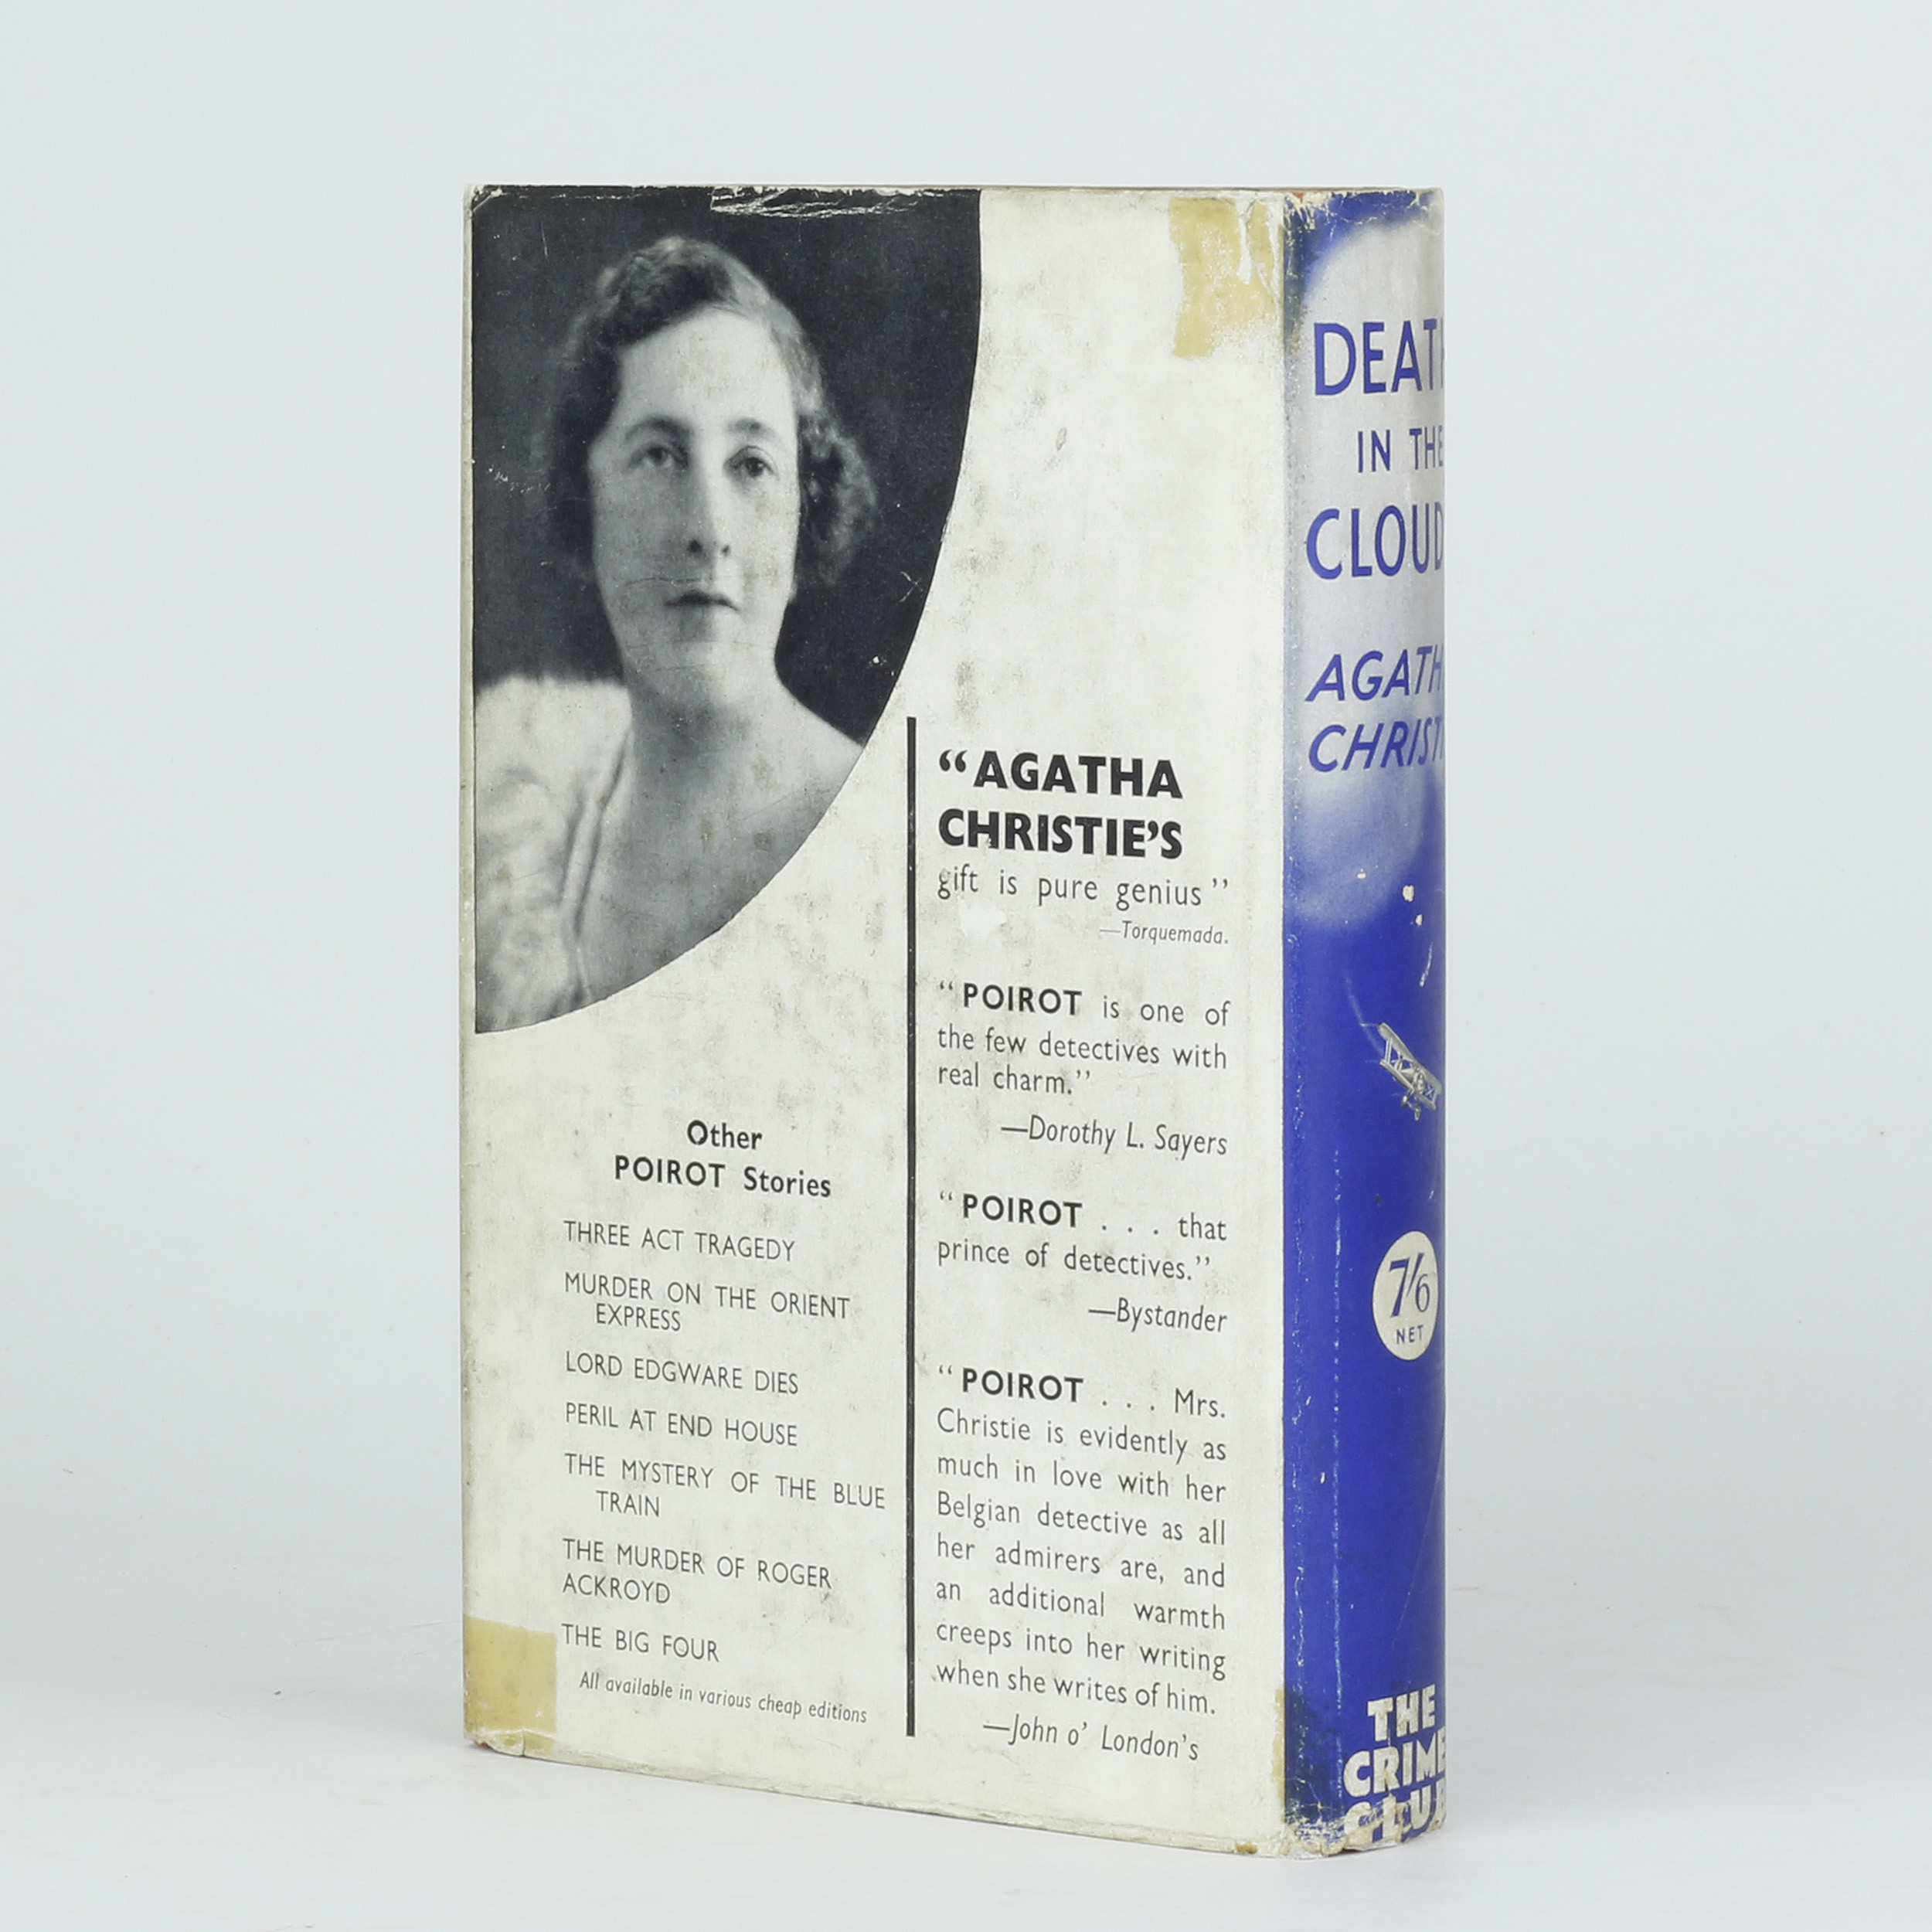 "AGATHA
CHRISTIE'S
gift is pure genius"
—Torquemada.
"POIROT is one of
the few detectives with
real charm."
—Dorothy L. Sayers
"POIROT . . . that
prince of detectives."
—Bystander
"POIROT . . . Mrs.
Christie is evidently as
much in love with her
Belgian detective as all
her admirers are, and
an additional warmth
creeps into her writing
when she writes of him.
—John o' London's
Other
POIROT Stories
THREE ACT TRAGEDY
MURDER ON THE ORIENT
EXPRESS
LORD EDGWARE DIES
PERIL AT END HOUSE
THE MYSTERY OF THE BLUE
TRAIN
THE MURDER OF ROGER
ACKROYD
THE BIG FOUR
All available in various cheap editions
DEATH
IN THE
CLOUD
AGATH
CHRIST
7/6
NET
THE
CRIME
CLUB